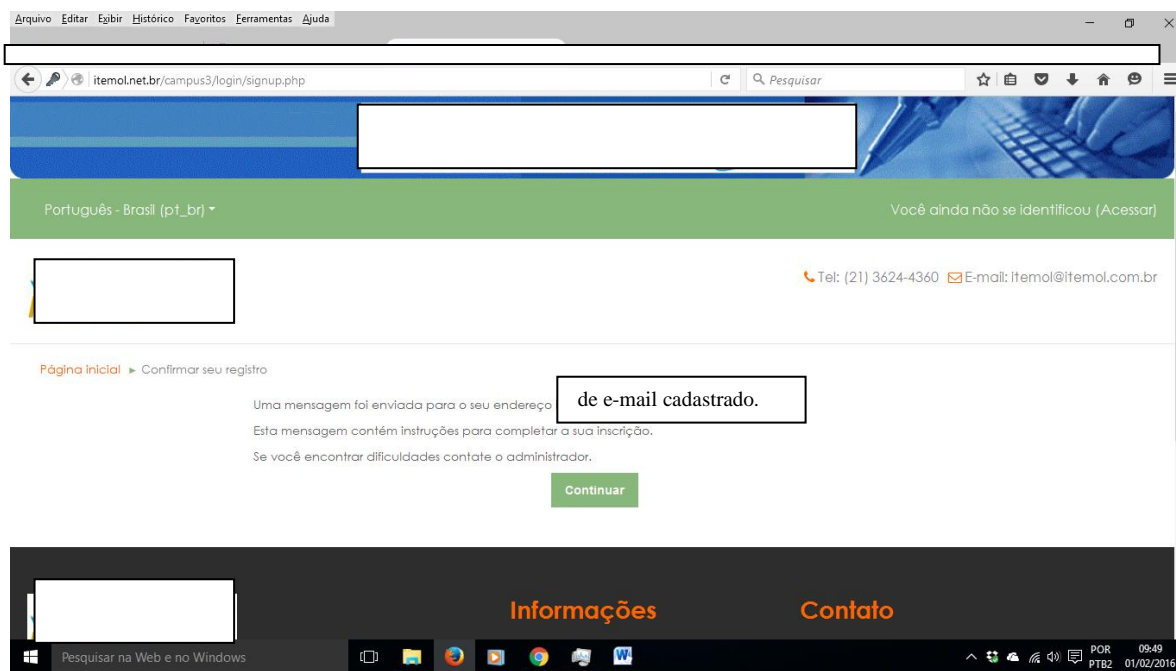 Arquivo Editar Exibir Histórico Favoritos Ferramentas Ajuda
itemol.net.br/campus3/login/signup.php
Pesquisar
Português - Brasil (pt_br)
Você ainda não se identificou (Acessar)
Tel: (21) 3624-4360 E-mail: itemol@itemol.com.br
Página inicial ► Confirmar seu registro
Uma mensagem foi enviada para o seu endereço de e-mail cadastrado.
Esta mensagem contém instruções para completar a sua inscrição.
Se você encontrar dificuldades contate o administrador.
Continuar
Informações
Contato
Pesquisar na Web e no Windows
POR
PTB2
09:49
01/02/2016